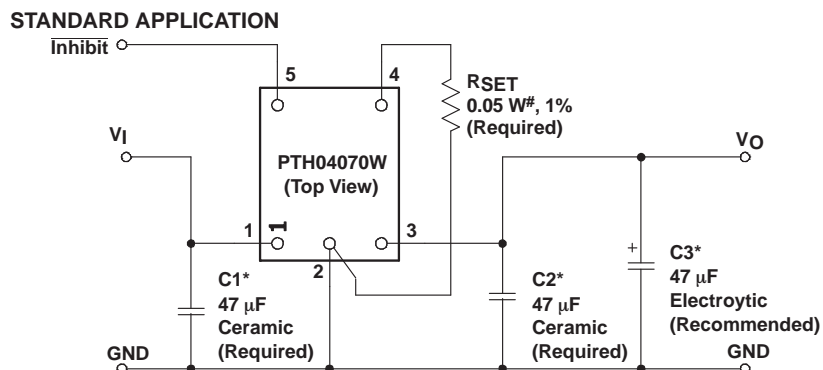 STANDARD APPLICATION
Inhibit
5
4
RSET
0.05 W#, 1%
(Required)
VI
VO
PTH04070W
(Top View)
1
1
3
2
+
C1*
47 μF
Ceramic
(Required)
C2*
47 μF
Ceramic
(Required)
C3*
47 μF
Electroytic
(Recommended)
GND
GND